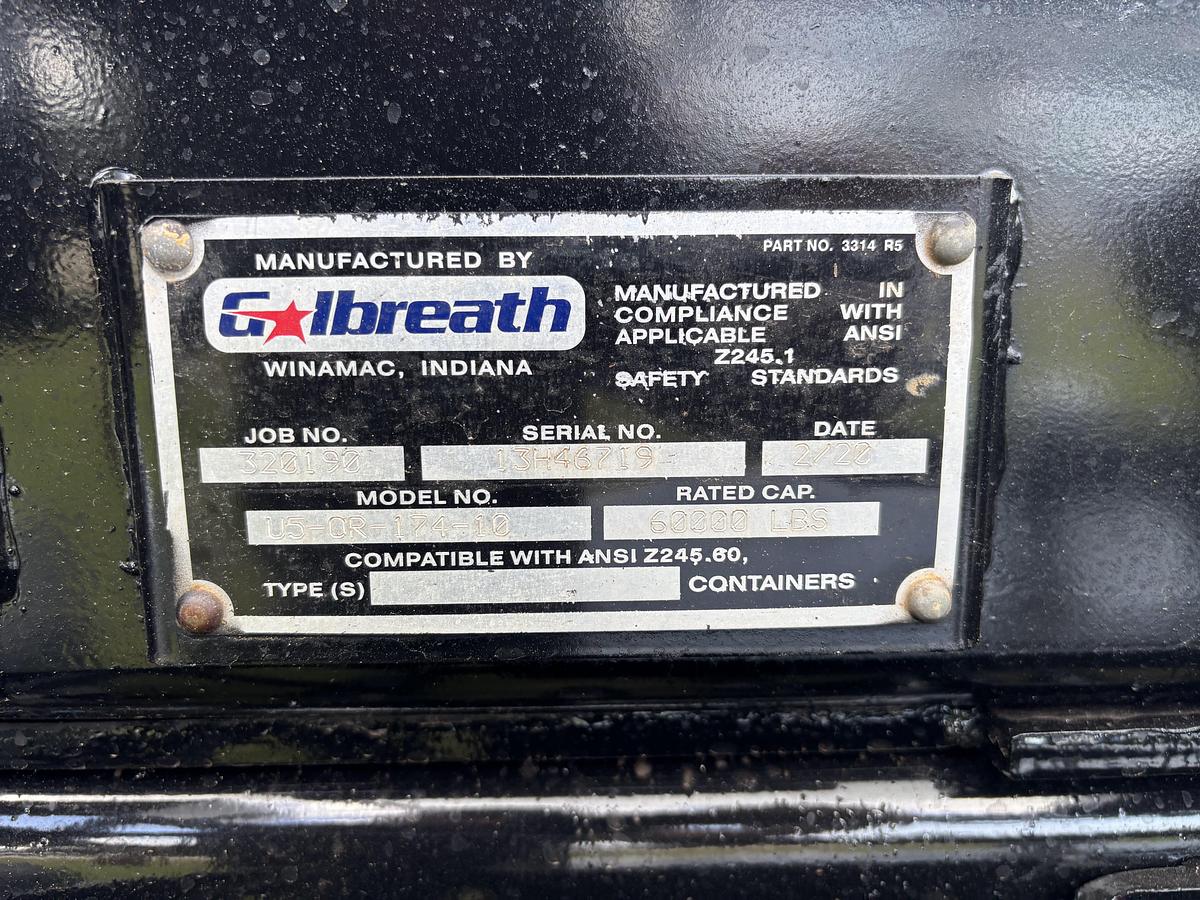 PART NO. 3314 R5
MANUFACTURED BY
Galbreath
WINAMAC, INDIANA
MANUFACTURED IN
COMPLIANCE WITH
APPLICABLE ANSI
Z245.1
SAFETY STANDARDS
JOB NO. SERIAL NO. DATE
320190 13H46719 2/20
MODEL NO. RATED CAP.
U5-OR-174-10 60000 LBS
COMPATIBLE WITH ANSI Z245.60,
TYPE (S) CONTAINERS